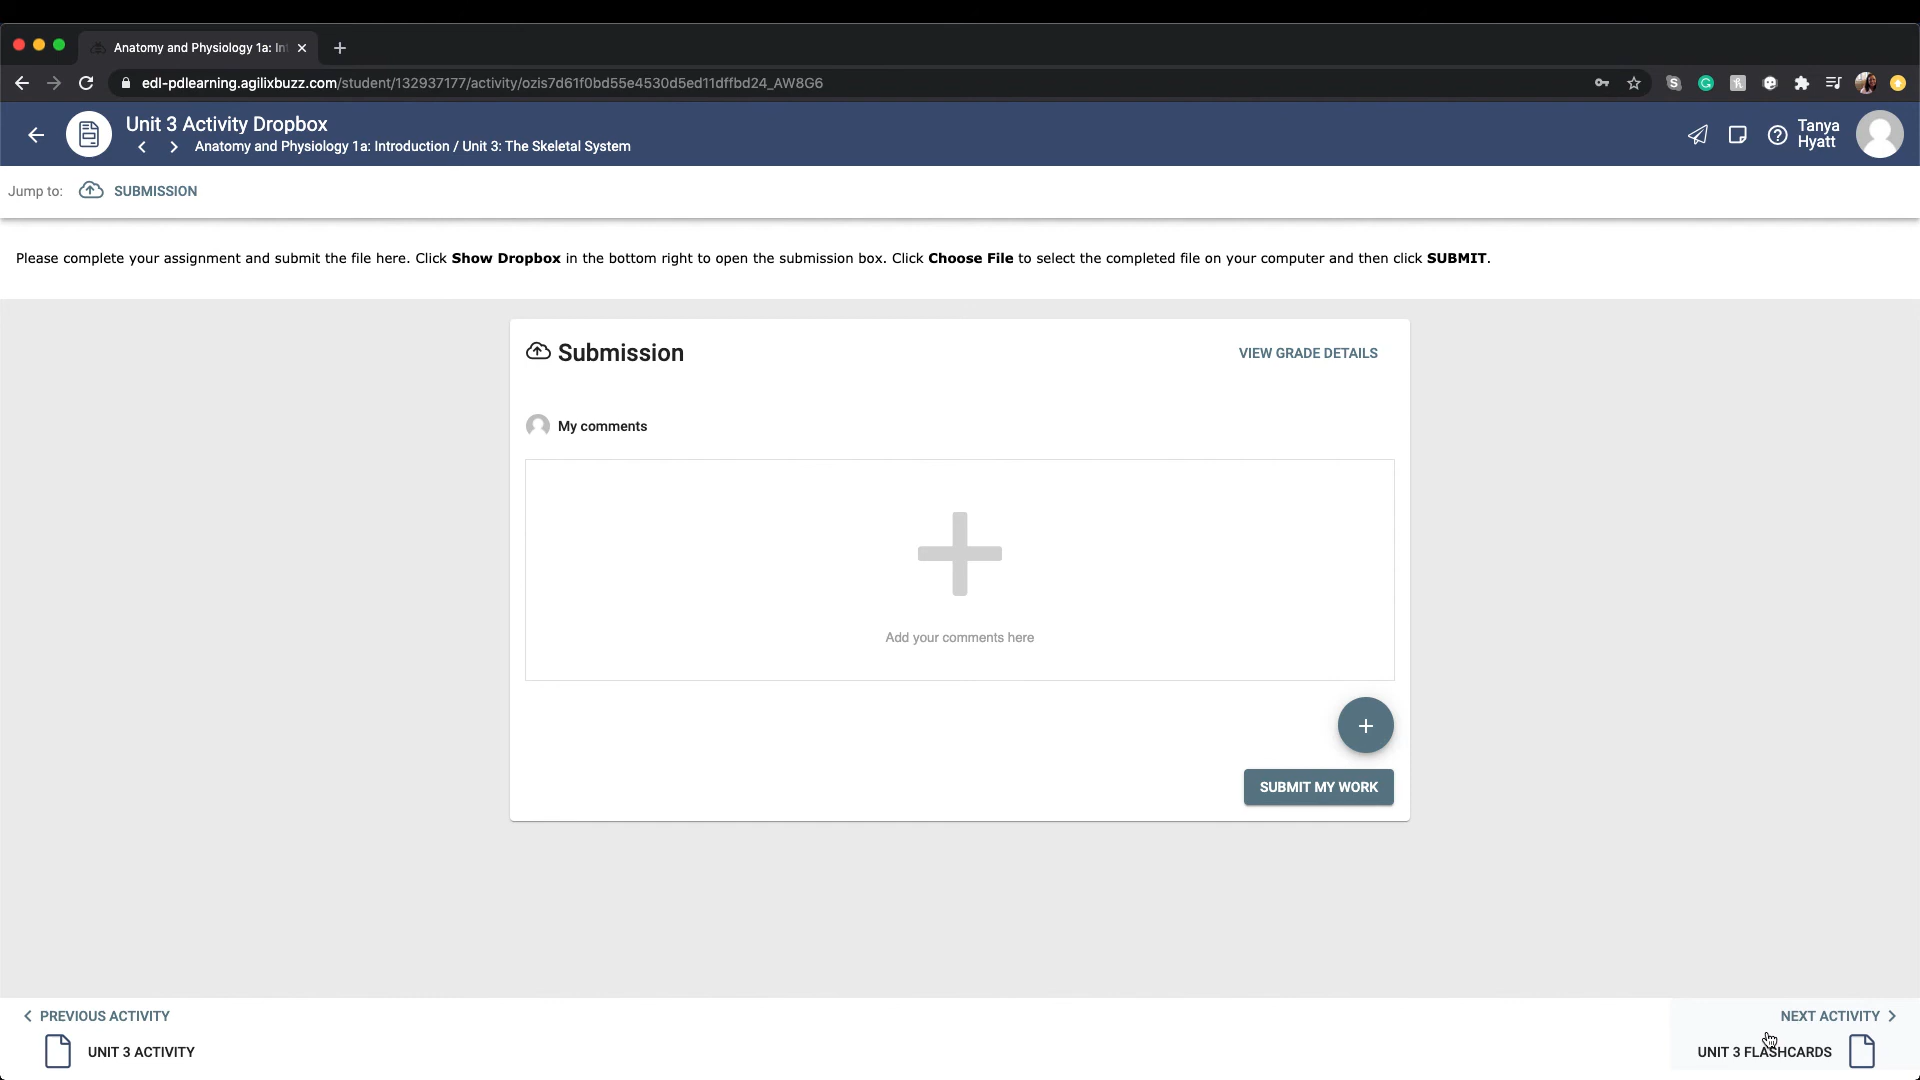 Anatomy and Physiology 1a: In
edl-pdlearning.agilixbuzz.com/student/132937177/activity/ozis7d61f0bd55e4530d5ed11dffbd24_AW8G6
Unit 3 Activity Dropbox
Anatomy and Physiology 1a: Introduction / Unit 3: The Skeletal System
Tanya
Hyatt
Jump to: SUBMISSION
Please complete your assignment and submit the file here. Click Show Dropbox in the bottom right to open the submission box. Click Choose File to select the completed file on your computer and then click SUBMIT.
Submission
VIEW GRADE DETAILS
My comments
Add your comments here
SUBMIT MY WORK
PREVIOUS ACTIVITY
UNIT 3 ACTIVITY
NEXT ACTIVITY
UNIT 3 FLASHCARDS